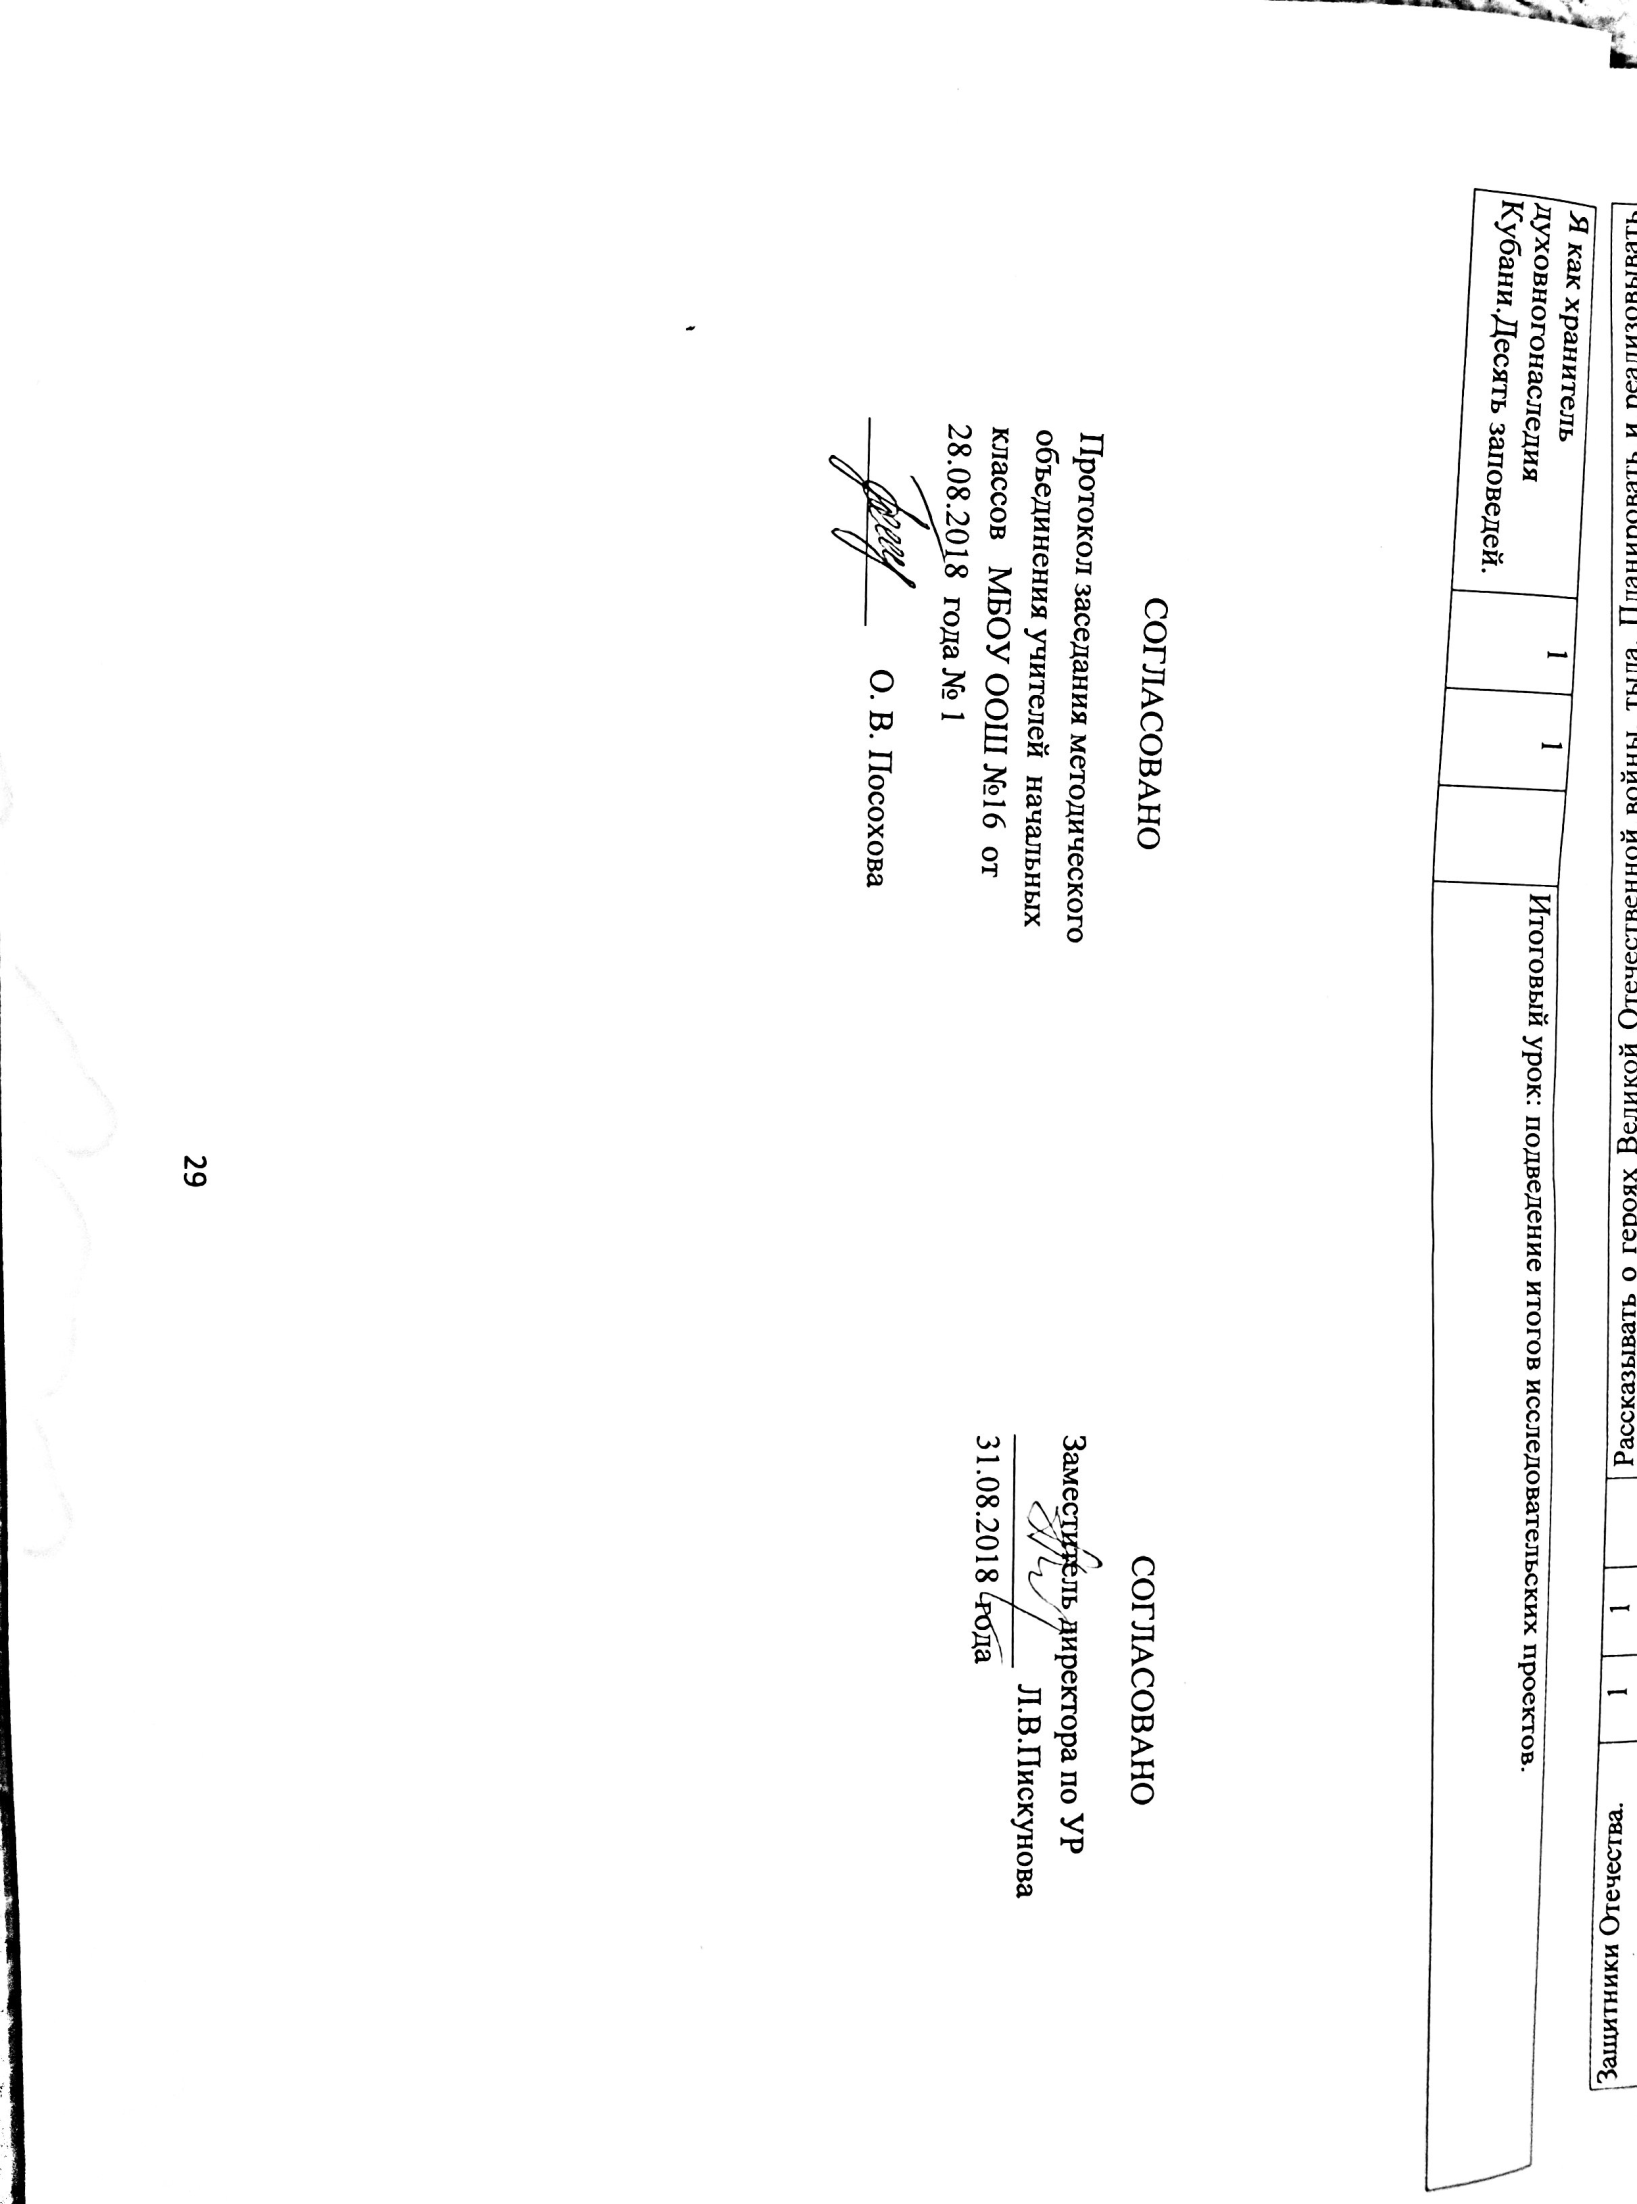 Рассказывать о героях Великой Отечественной войны, тыла. Планировать и реализовывать
1
1
Защитники Отечества.
Я как хранитель
духовногонаследия
Кубани.Десять заповедей.
1
1
Итоговый урок: подведение итогов исследовательских проектов.
СОГЛАСОВАНО
Протокол заседания методического
объединения учителей начальных
классов МБОУ ООШ №16 от
28.08.2018 года № 1
О. В. Посохова
СОГЛАСОВАНО
Заместитель директора по УР
Л.В.Пискунова
31.08.2018 года
29